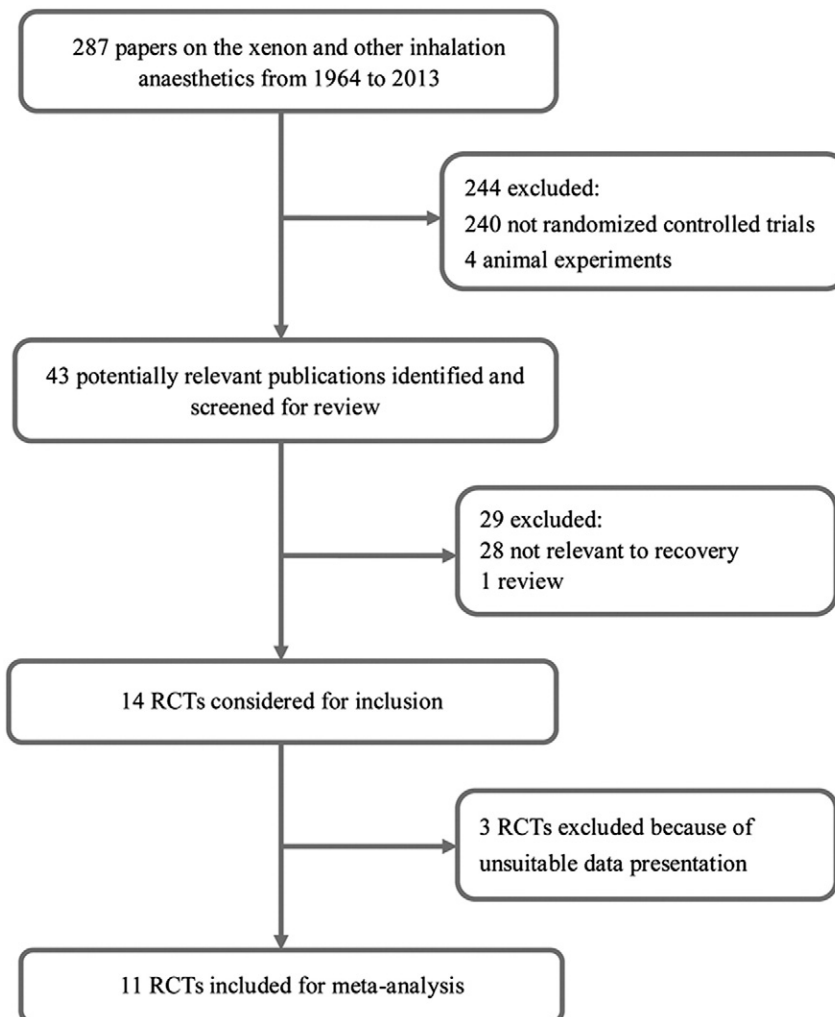 287 papers on the xenon and other inhalation
anaesthetics from 1964 to 2013
244 excluded:
240 not randomized controlled trials
4 animal experiments
43 potentially relevant publications identified and
screened for review
29 excluded:
28 not relevant to recovery
1 review
14 RCTs considered for inclusion
3 RCTs excluded because of
unsuitable data presentation
11 RCTs included for meta-analysis